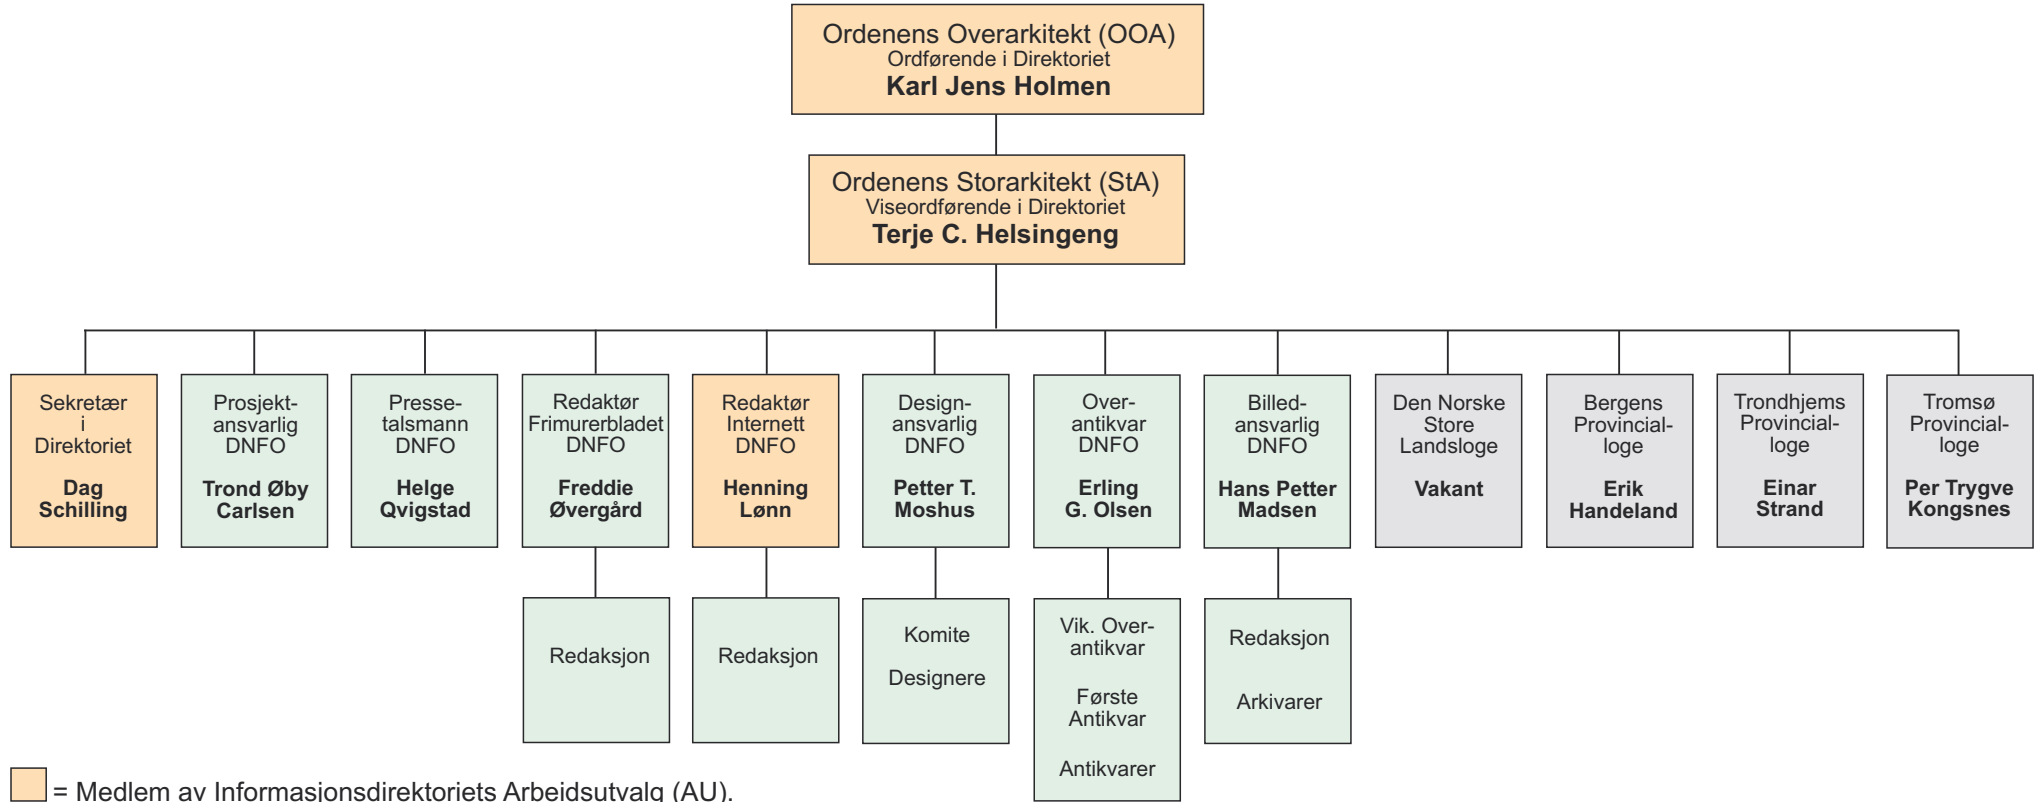 Ordenens Overarkitekt (OOA)
Ordførende i Direktoriet
Karl Jens Holmen
Ordenens Storarkitekt (StA)
Viseordførende i Direktoriet
Terje C. Helsingeng
Sekretær
i
Direktoriet
Dag
Schilling
Prosjekt-
ansvarlig
DNFO
Trond Øby
Carlsen
Presse-
talsmann
DNFO
Helge
Qvigstad
Redaktør
Frimurerbladet
DNFO
Freddie
Øvergård
Redaktør
Internett
DNFO
Henning
Lønn
Design-
ansvarlig
DNFO
Petter T.
Moshus
Over-
antikvar
DNFO
Erling
G. Olsen
Billed-
ansvarlig
DNFO
Hans Petter
Madsen
Den Norske
Store
Landsloge
Vakant
Bergens
Provincial-
loge
Erik
Handeland
Trondhjems
Provincial-
loge
Einar
Strand
Tromsø
Provincial-
loge
Per Trygve
Kongsnes
Redaksjon
Redaksjon
Komite
Designere
Vik. Over-
antikvar
Første
Antikvar
Antikvarer
Redaksjon
Arkivarer
= Medlem av Informasjonsdirektoriets Arbeidsutvalg (AU).